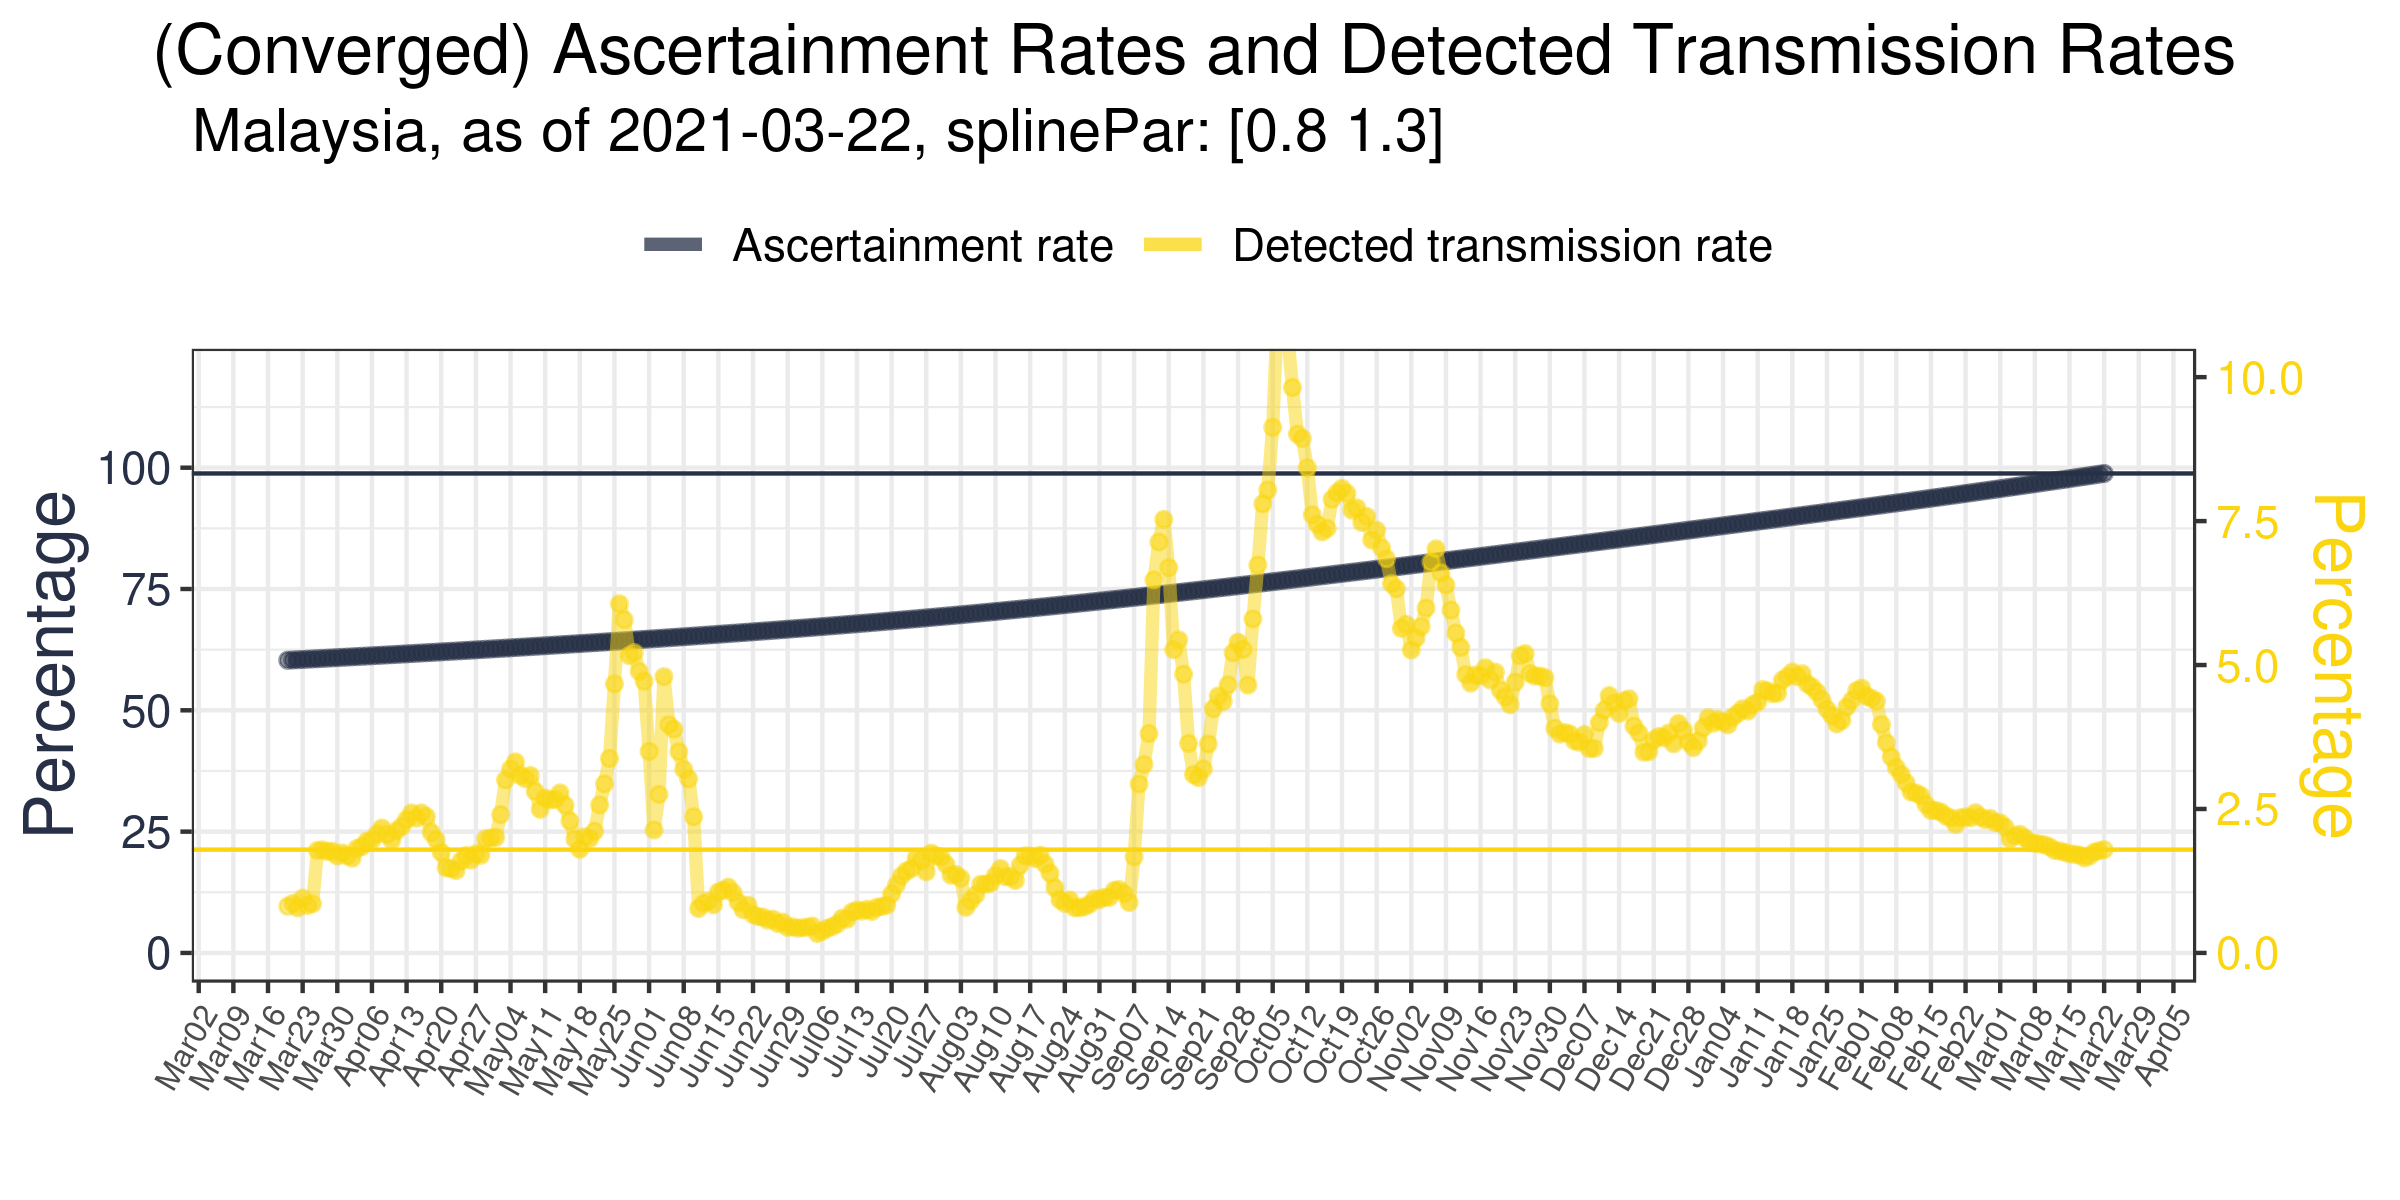 (Converged) Ascertainment Rates and Detected Transmission Rates
Malaysia, as of 2021-03-22, splinePar: [0.8 1.3]
Ascertainment rate
Detected transmission rate
Percentage
100
75
50
25
0
10.0
7.5
5.0
2.5
0.0
Percentage
Mar02
Mar09
Mar16
Mar23
Mar30
Apr06
Apr13
Apr20
Apr27
May04
May11
May18
May25
Jun01
Jun08
Jun15
Jun22
Jun29
Jul06
Jul13
Jul20
Jul27
Aug03
Aug10
Aug17
Aug24
Aug31
Sep07
Sep14
Sep21
Sep28
Oct05
Oct12
Oct19
Oct26
Nov02
Nov09
Nov16
Nov23
Nov30
Dec07
Dec14
Dec21
Dec28
Jan04
Jan11
Jan18
Jan25
Feb01
Feb08
Feb15
Feb22
Mar01
Mar08
Mar15
Mar22
Mar29
Apr05